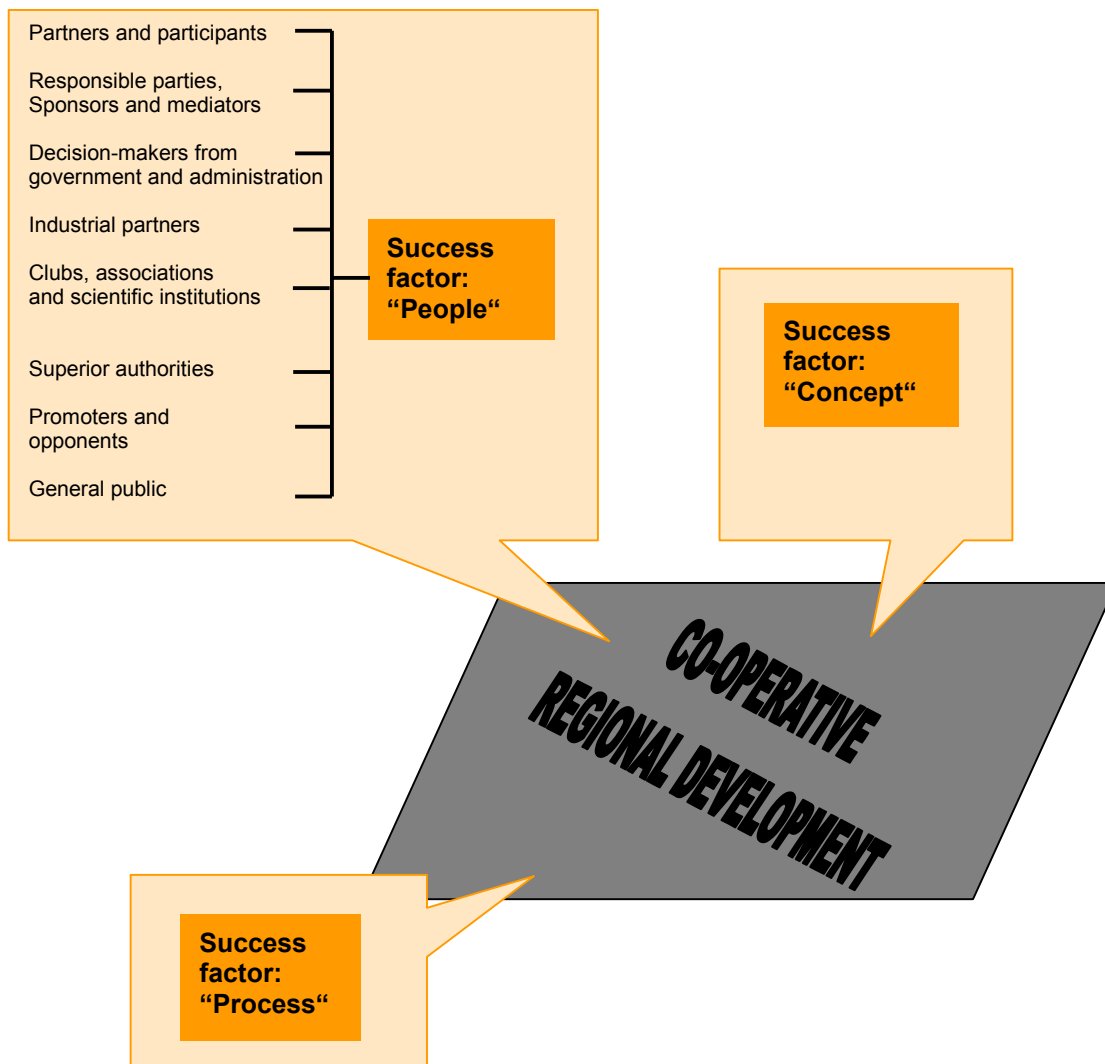 Partners and participants
Responsible parties,
Sponsors and mediators
Decision-makers from
government and administration
Industrial partners
Clubs, associations
and scientific institutions
Superior authorities
Promoters and
opponents
General public
Success
factor:
“People“
Success
factor:
“Concept“
CO-OPERATIVE
REGIONAL DEVELOPMENT
Success
factor:
“Process“